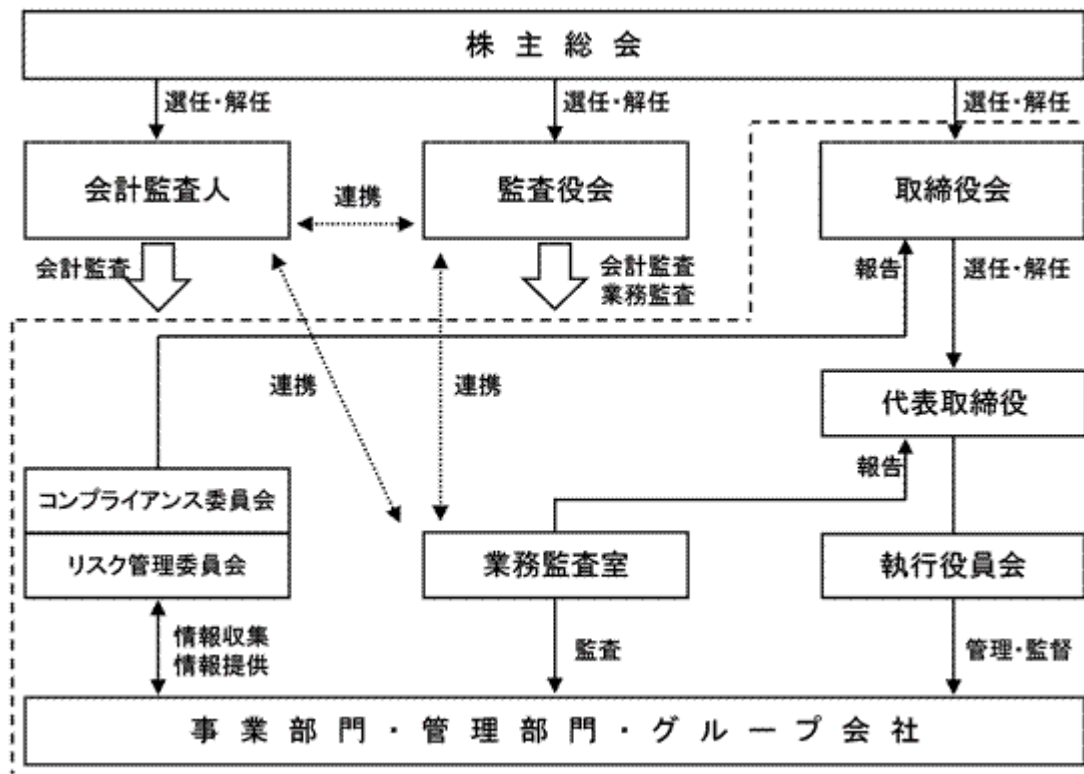 株主総会
選任・解任
選任・解任
選任・解任
会計監査人
連携
監査役会
取締役会
会計監査
会計監査
業務監査
報告
選任・解任
連携
連携
代表取締役
報告
コンプライアンス委員会
リスク管理委員会
業務監査室
執行役員会
情報収集
情報提供
監査
管理・監督
事業部門・管理部門・グループ会社